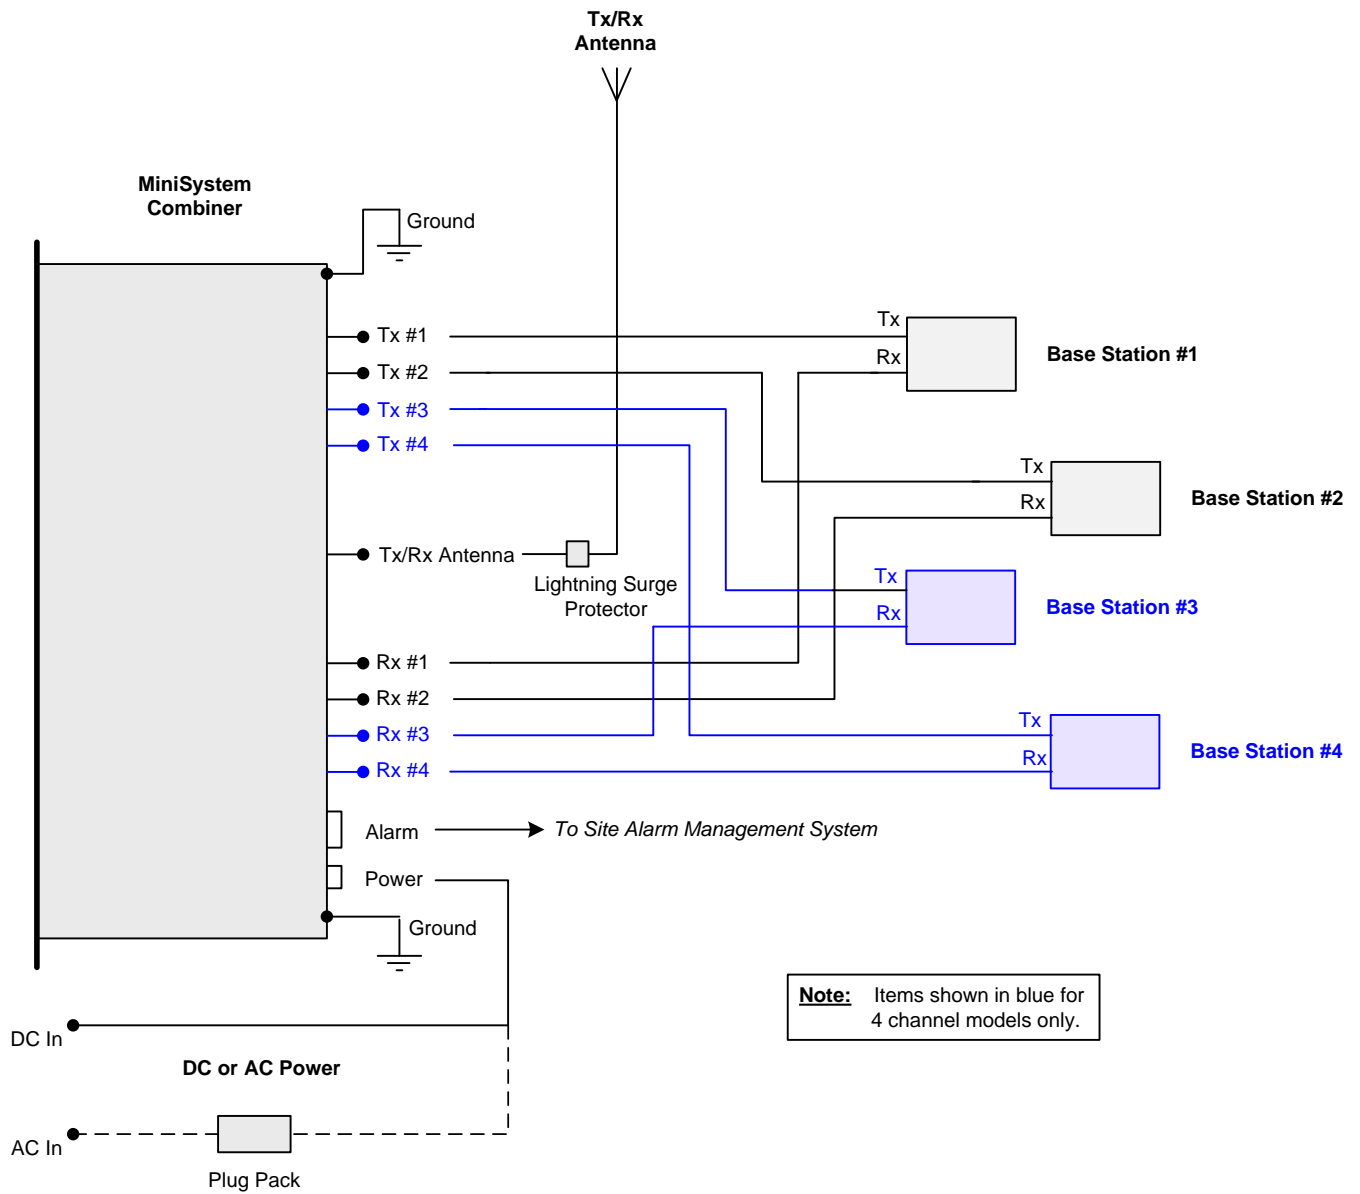 Tx/Rx
Antenna
MiniSystem
Combiner
Ground
Tx #1
Tx #2
Tx #3
Tx #4
Tx/Rx Antenna
Lightning Surge
Protector
Rx #1
Rx #2
Rx #3
Rx #4
Alarm
To Site Alarm Management System
Power
Ground
Tx
Rx
Base Station #1
Tx
Rx
Base Station #2
Tx
Rx
Base Station #3
Tx
Rx
Base Station #4
Note: Items shown in blue for
4 channel models only.
DC In
DC or AC Power
AC In
Plug Pack